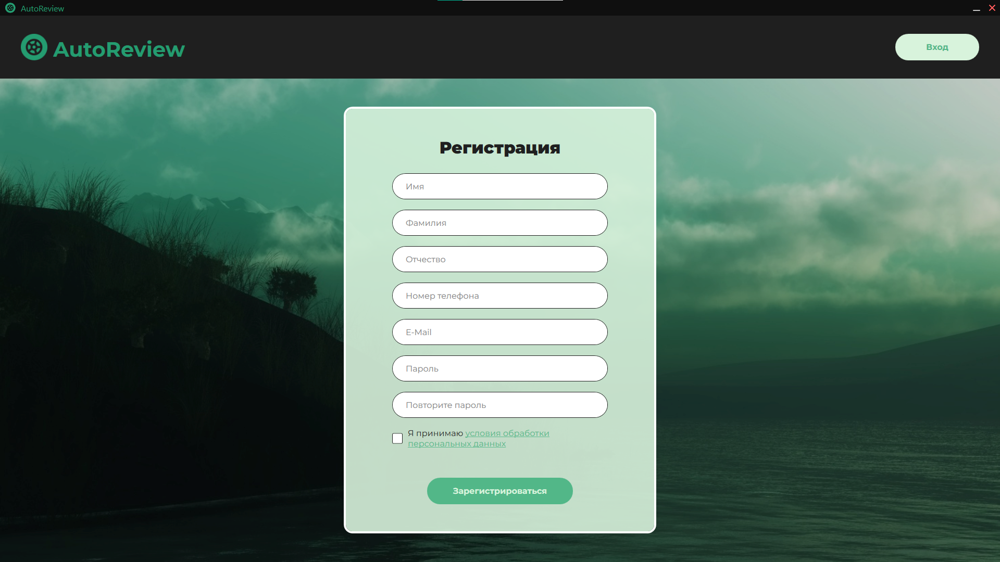 AutoReview
AutoReview
Вход
Регистрация
Имя
Фамилия
Отчество
Номер телефона
E-Mail
Пароль
Повторите пароль
Я принимаю условия обработки
персональных данных
Зарегистрироваться